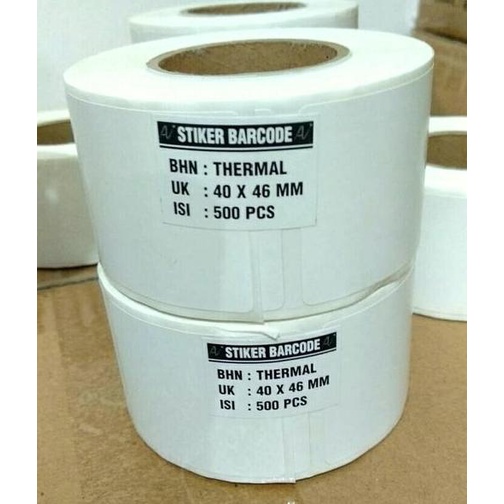 STIKER BARCODE
BHN : THERMAL
UK : 40 X 46 MM
ISI : 500 PCS
STIKER BARCODE
BHN : THERMAL
UK : 40 X 46 MM
ISI : 500 PCS